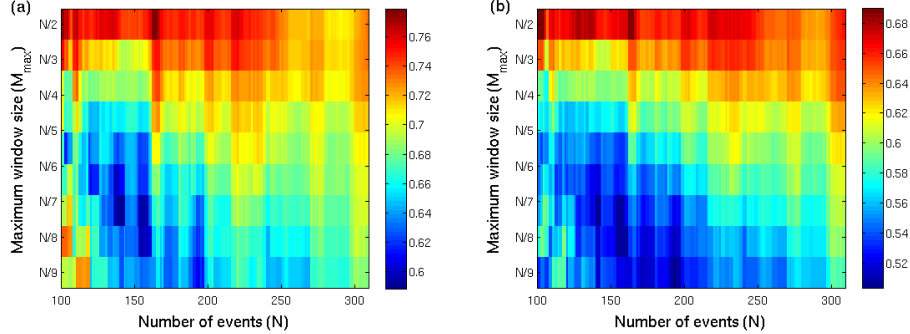 (a)
Maximum window size (Mmax)
N/2
N/3
N/4
N/5
N/6
N/7
N/8
N/9
100 150 200 250 300
Number of events (N)
0.76
0.74
0.72
0.7
0.68
0.66
0.64
0.62
0.6
(b)
Maximum window size (Mmax)
N/2
N/3
N/4
N/5
N/6
N/7
N/8
N/9
100 150 200 250 300
Number of events (N)
0.68
0.66
0.64
0.62
0.6
0.58
0.56
0.54
0.52